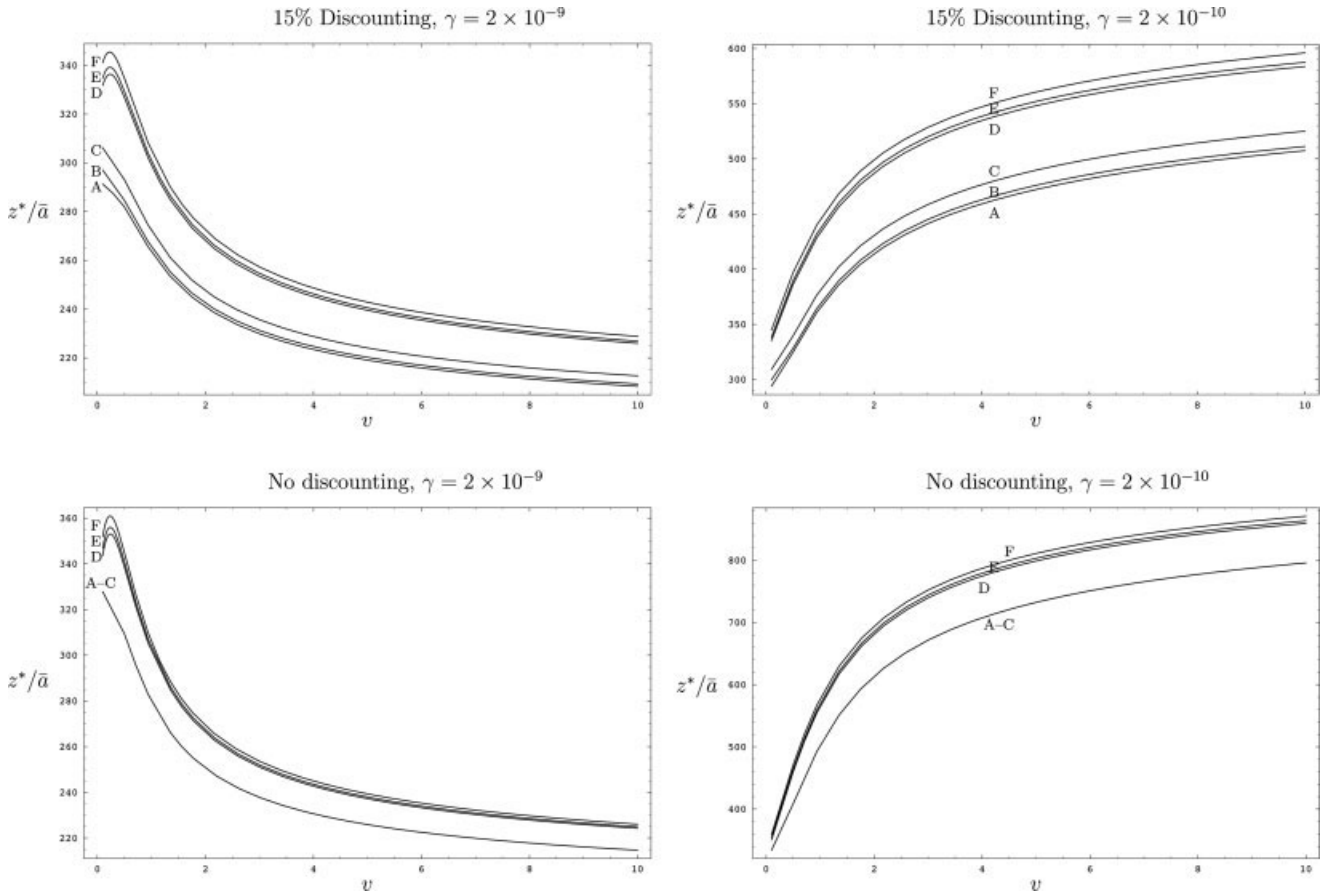 15% Discounting, γ = 2 × 10⁻⁹
340
320
300
280
260
240
220
z*/ā
F
E
D
C
B
A
0 2 4 6 8 10
v
15% Discounting, γ = 2 × 10⁻¹⁰
600
550
500
450
400
350
300
z*/ā
F
E
D
C
B
A
0 2 4 6 8 10
v
No discounting, γ = 2 × 10⁻⁹
360
340
320
300
280
260
240
220
z*/ā
F
E
D
A–C
0 2 4 6 8 10
v
No discounting, γ = 2 × 10⁻¹⁰
800
700
600
500
400
z*/ā
F
E
D
A–C
0 2 4 6 8 10
v